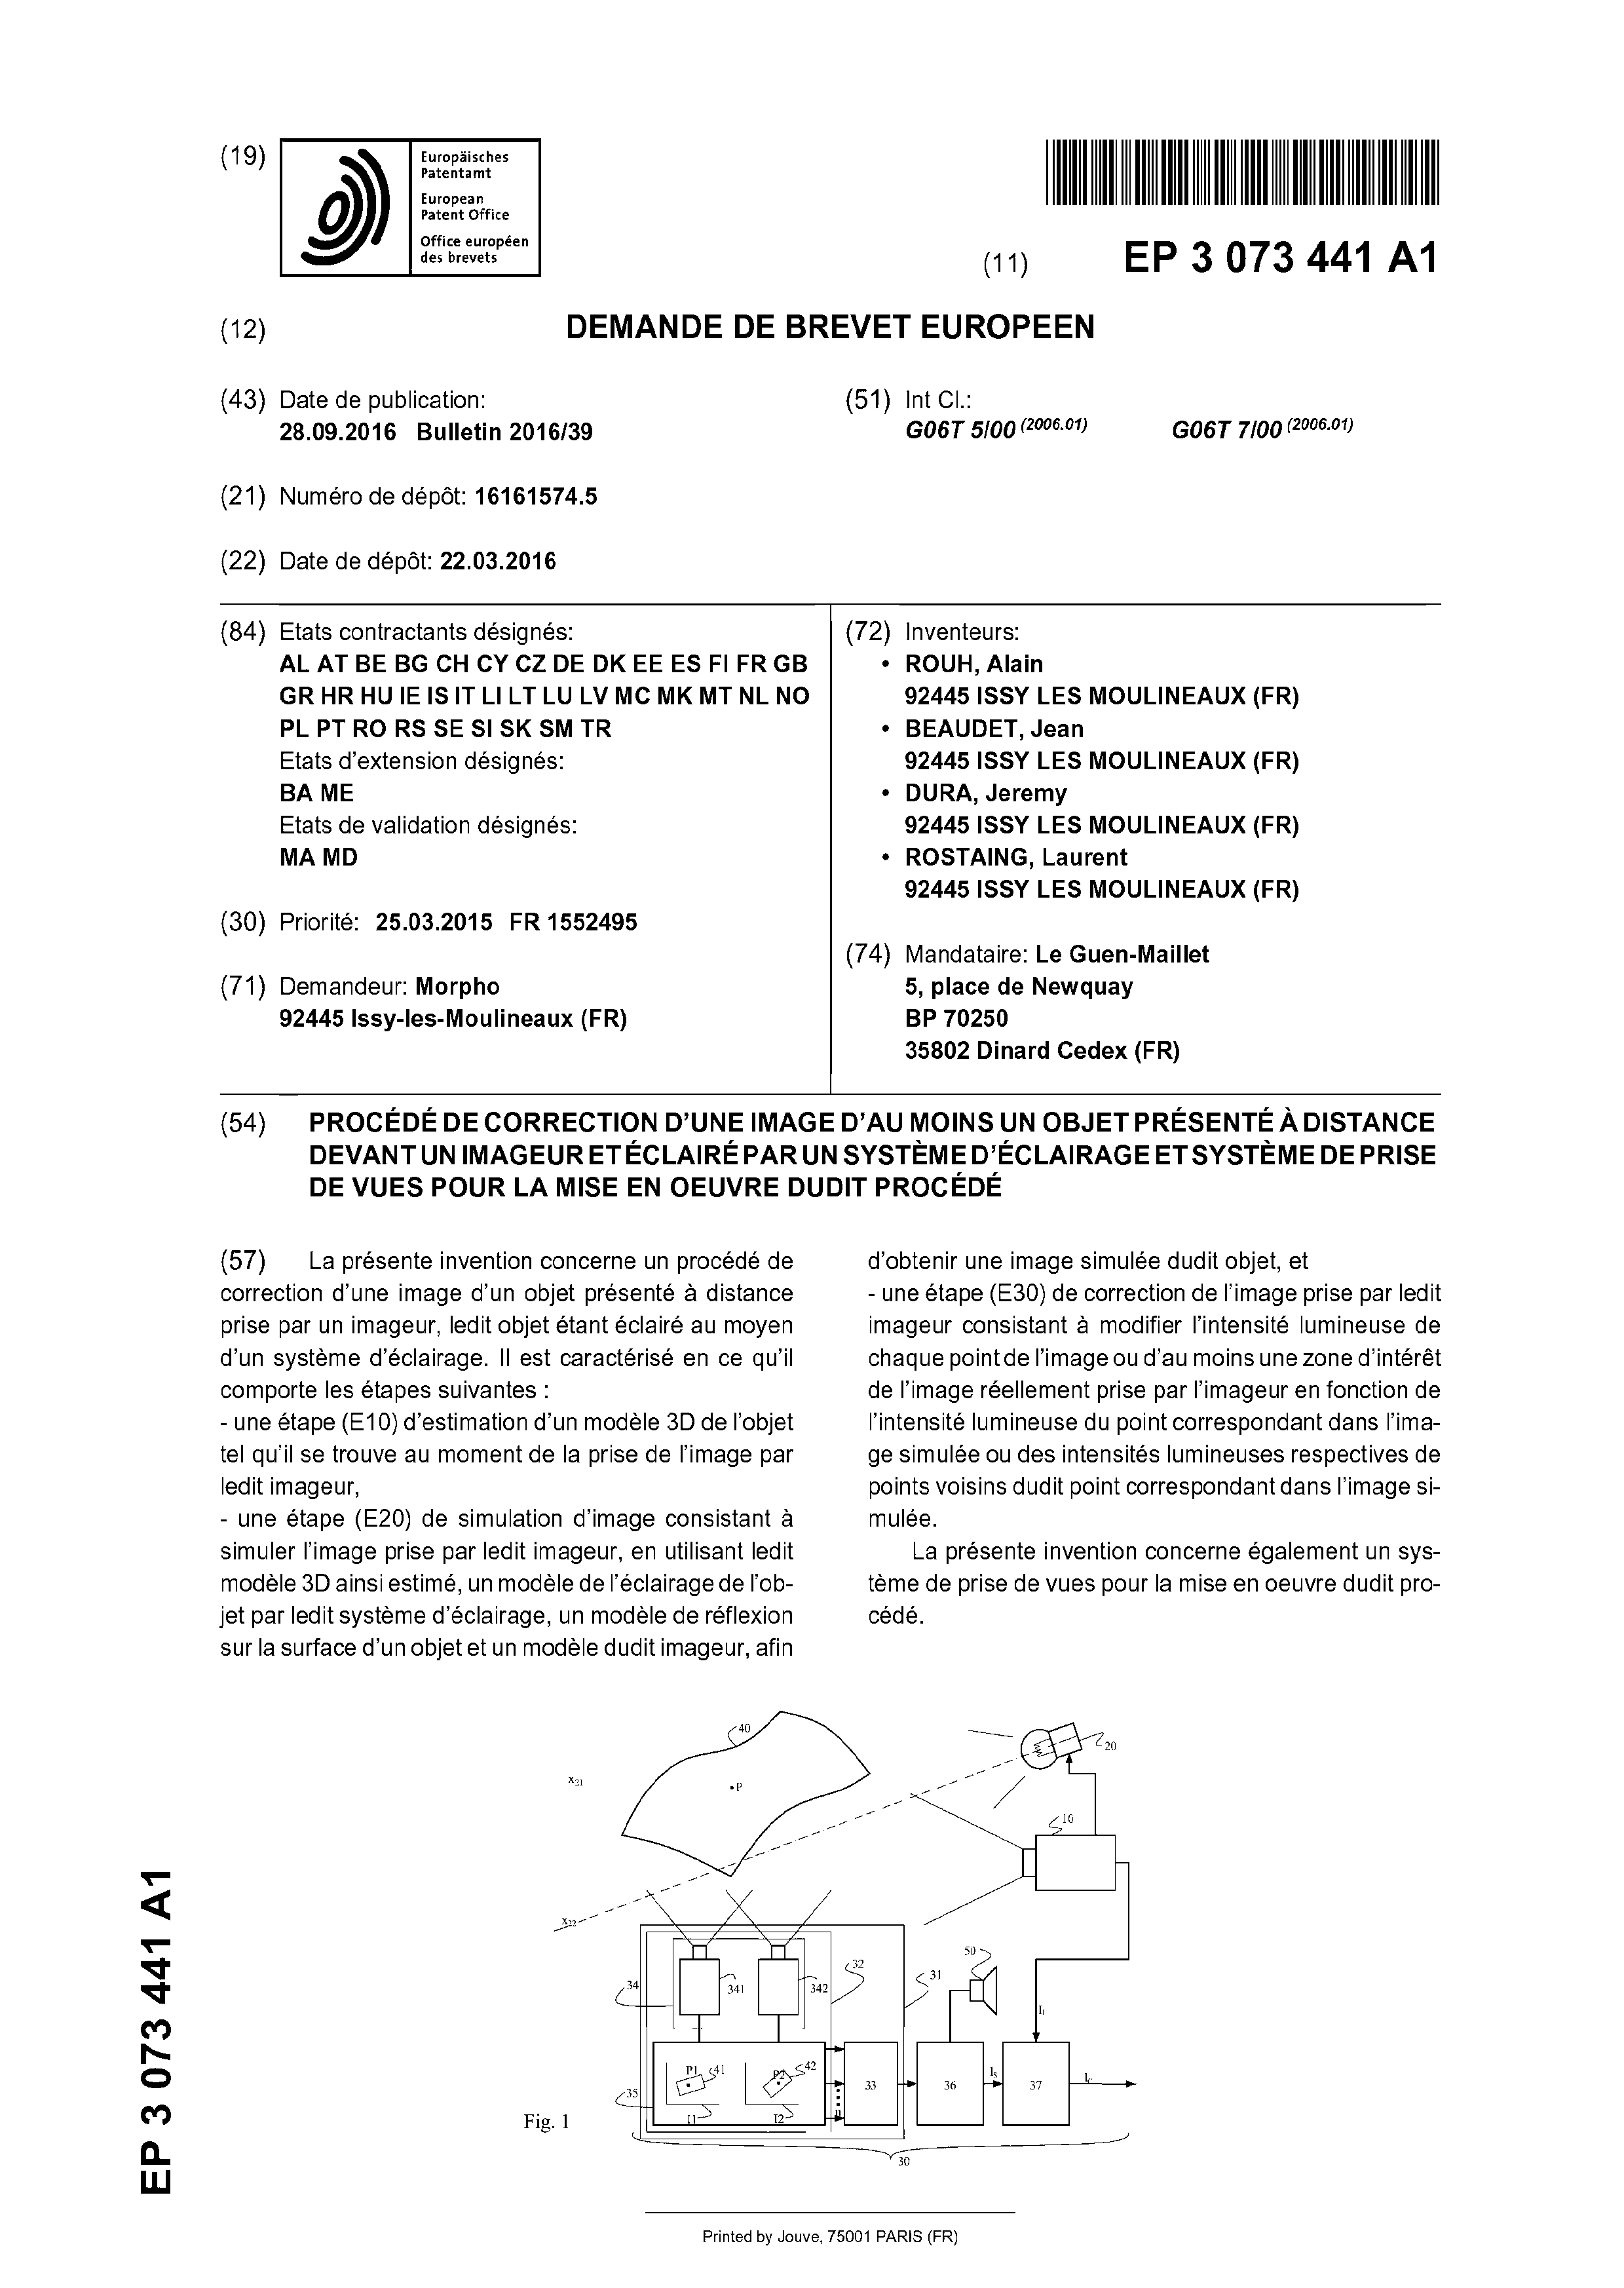 (19)
Europäisches
Patentamt
European
Patent Office
Office européen
des brevets
(11) EP 3 073 441 A1
(12) DEMANDE DE BREVET EUROPEEN
(43) Date de publication:
28.09.2016 Bulletin 2016/39
(51) Int Cl.:
G06T 5/00 (2006.01) G06T 7/00 (2006.01)
(21) Numéro de dépôt: 16161574.5
(22) Date de dépôt: 22.03.2016
(84) Etats contractants désignés:
AL AT BE BG CH CY CZ DE DK EE ES FI FR GB
GR HR HU IE IS IT LI LT LU LV MC MK MT NL NO
PL PT RO RS SE SI SK SM TR
Etats d'extension désignés:
BA ME
Etats de validation désignés:
MA MD
(30) Priorité: 25.03.2015 FR 1552495
(71) Demandeur: Morpho
92445 Issy-les-Moulineaux (FR)
(72) Inventeurs:
• ROUH, Alain
92445 ISSY LES MOULINEAUX (FR)
• BEAUDET, Jean
92445 ISSY LES MOULINEAUX (FR)
• DURA, Jeremy
92445 ISSY LES MOULINEAUX (FR)
• ROSTAING, Laurent
92445 ISSY LES MOULINEAUX (FR)
(74) Mandataire: Le Guen-Maillet
5, place de Newquay
BP 70250
35802 Dinard Cedex (FR)
(54) PROCÉDÉ DE CORRECTION D'UNE IMAGE D'AU MOINS UN OBJET PRÉSENTÉ À DISTANCE
DEVANT UN IMAGEUR ET ÉCLAIRÉ PAR UN SYSTÈME D'ÉCLAIRAGE ET SYSTÈME DE PRISE
DE VUES POUR LA MISE EN OEUVRE DUDIT PROCÉDÉ
(57) La présente invention concerne un procédé de
correction d'une image d'un objet présenté à distance
prise par un imageur, ledit objet étant éclairé au moyen
d'un système d'éclairage. Il est caractérisé en ce qu'il
comporte les étapes suivantes :
- une étape (E10) d'estimation d'un modèle 3D de l'objet
tel qu'il se trouve au moment de la prise de l'image par
ledit imageur,
- une étape (E20) de simulation d'image consistant à
simuler l'image prise par ledit imageur, en utilisant ledit
modèle 3D ainsi estimé, un modèle de l'éclairage de l'ob-
jet par ledit système d'éclairage, un modèle de réflexion
sur la surface d'un objet et un modèle dudit imageur, afin
d'obtenir une image simulée dudit objet, et
- une étape (E30) de correction de l'image prise par ledit
imageur consistant à modifier l'intensité lumineuse de
chaque point de l'image ou d'au moins une zone d'intérêt
de l'image réellement prise par l'imageur en fonction de
l'intensité lumineuse du point correspondant dans l'ima-
ge simulée ou des intensités lumineuses respectives de
points voisins dudit point correspondant dans l'image si-
mulée.
La présente invention concerne également un sys-
tème de prise de vues pour la mise en oeuvre dudit pro-
cédé.
40
20
X21
P
10
X22
50
32
31
34
341
342
I1
P1
41
P2
42
Is
Ic
33
36
37
35
n
I1
I2
Fig. 1
30
EP 3 073 441 A1
Printed by Jouve, 75001 PARIS (FR)